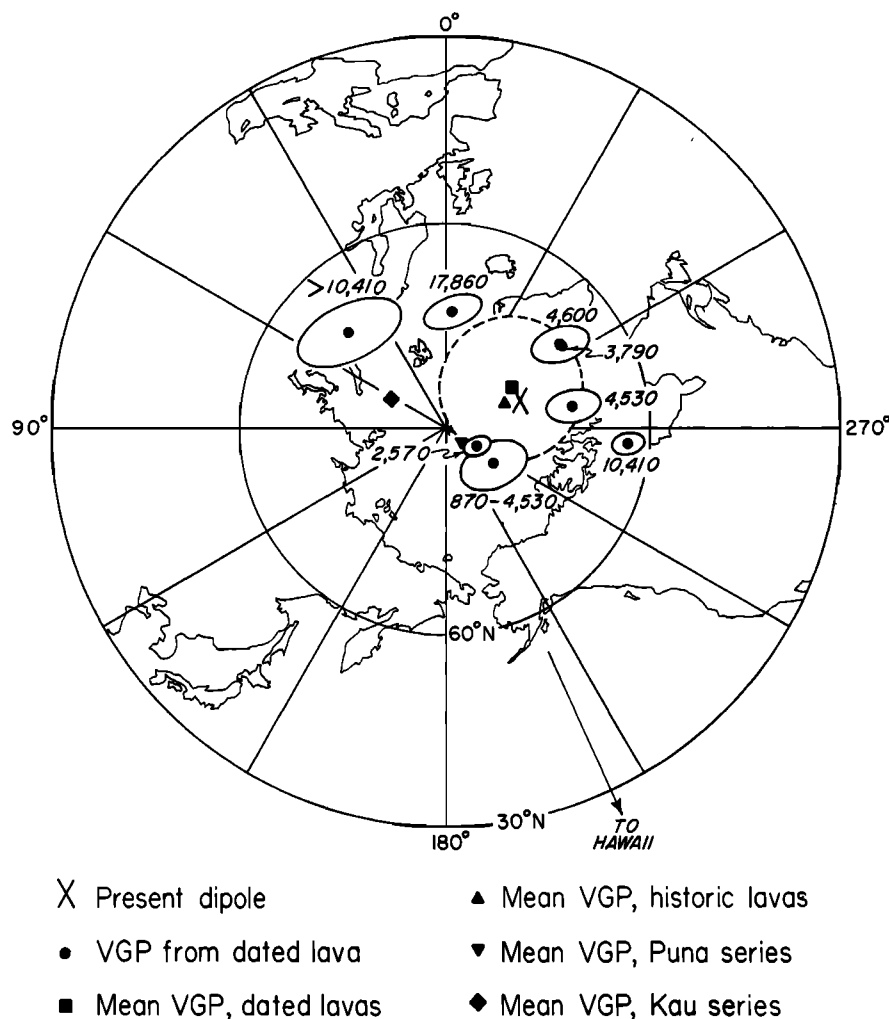 0°
>10,410
17,860
4,600
3,790
90°
4,530
270°
2,570
10,410
870-4,530
60°N
30°N
180°
TO
HAWAII
X Present dipole
▲ Mean VGP, historic lavas
● VGP from dated lava
▼ Mean VGP, Puna series
■ Mean VGP, dated lavas
◆ Mean VGP, Kau series